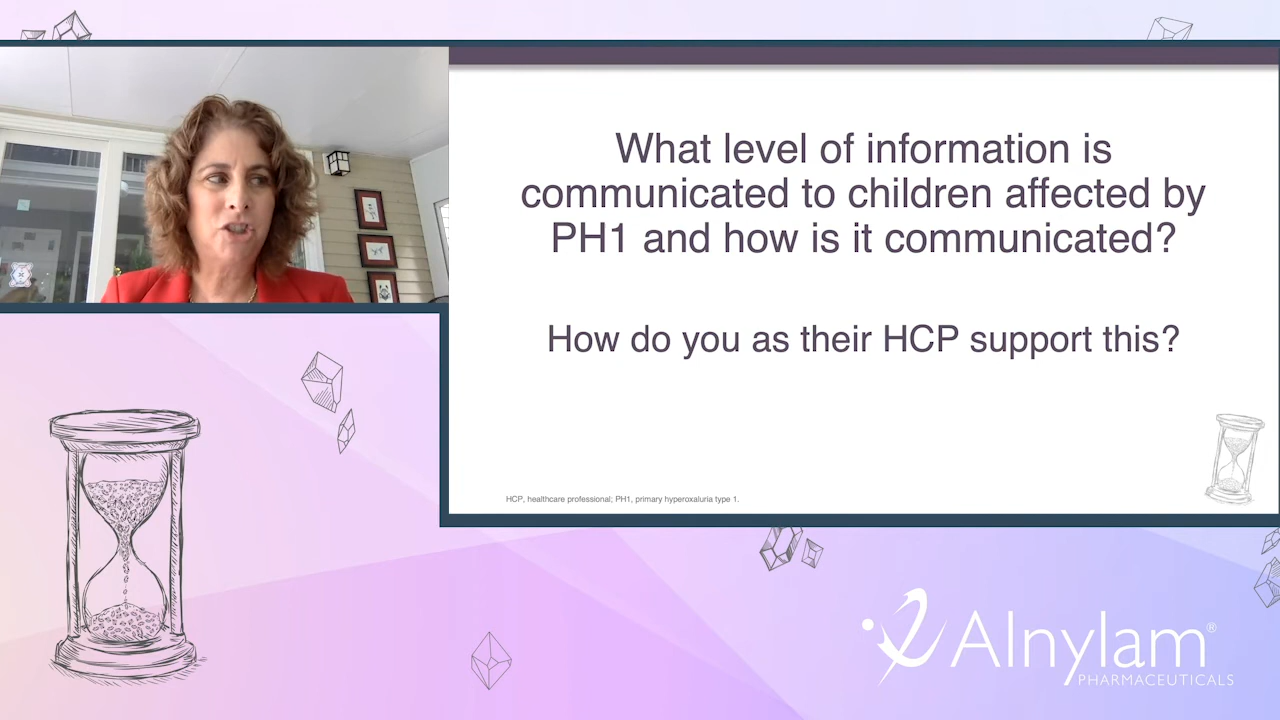 What level of information is
communicated to children affected by
PH1 and how is it communicated?
How do you as their HCP support this?
HCP, healthcare professional; PH1, primary hyperoxaluria type 1.
Alnylam®
PHARMACEUTICALS